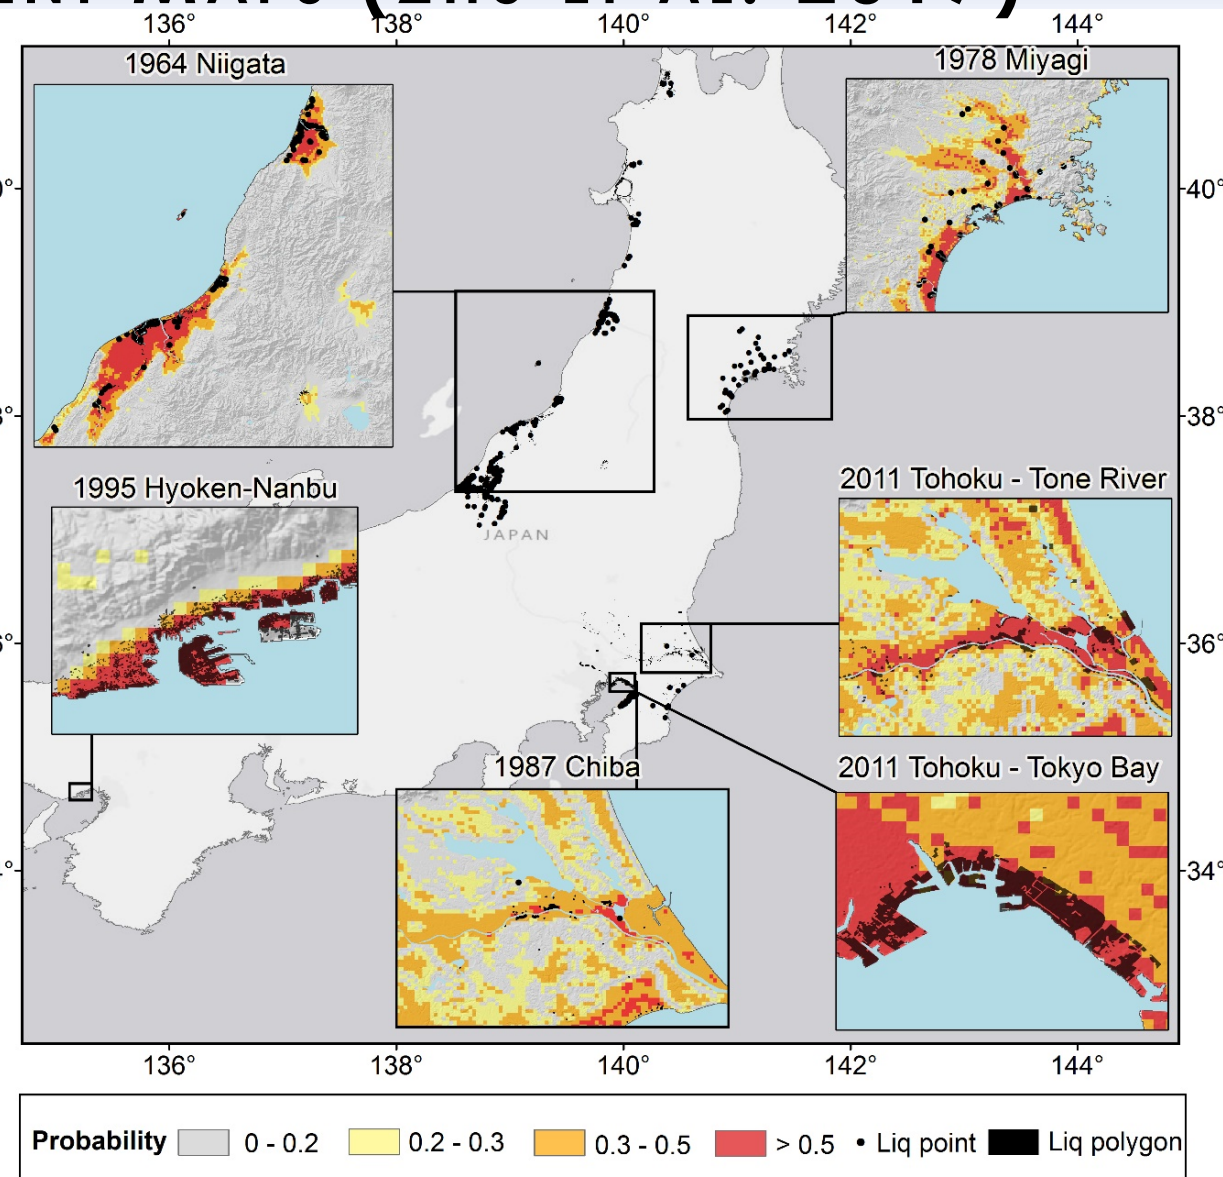 136° 138° 140° 142° 144°
1964 Niigata
1978 Miyagi
40°
38°
1995 Hyoken-Nanbu
2011 Tohoku - Tone River
JAPAN
36°
1987 Chiba
2011 Tohoku - Tokyo Bay
34°
136° 138° 140° 142° 144°
Probability 0 - 0.2 0.2 - 0.3 0.3 - 0.5 > 0.5 Liq point Liq polygon